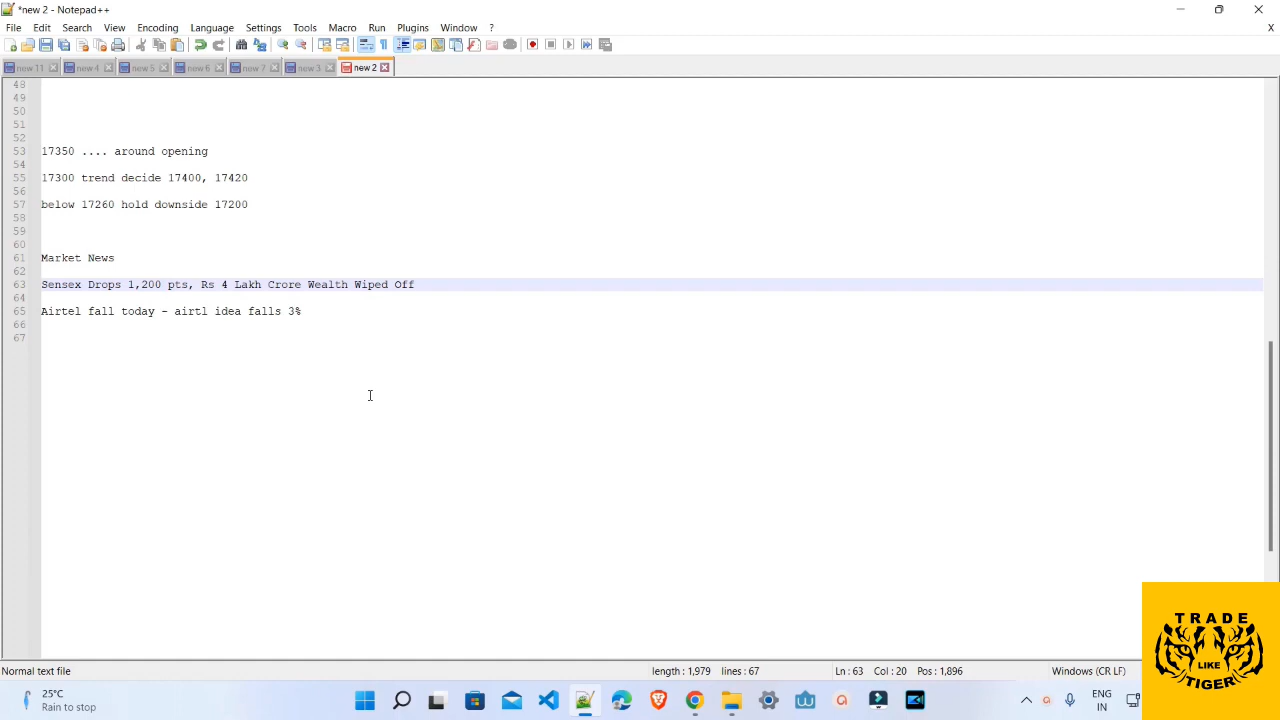 *new 2 - Notepad++
File Edit Search View Encoding Language Settings Tools Macro Run Plugins Window ?
X
new 11 new 4 new 5 new 6 new 7 new 3 new 2
48
49
50
51
52
53 17350 .... around opening
54
55 17300 trend decide 17400, 17420
56
57 below 17260 hold downside 17200
58
59
60
61 Market News
62
63 Sensex Drops 1,200 pts, Rs 4 Lakh Crore Wealth Wiped Off
64
65 Airtel fall today - airtl idea falls 3%
66
67
TRADE
LIKE
TIGER
Normal text file length : 1,979 lines : 67 Ln : 63 Col : 20 Pos : 1,896 Windows (CR LF)
25°C
Rain to stop
ENG
IN